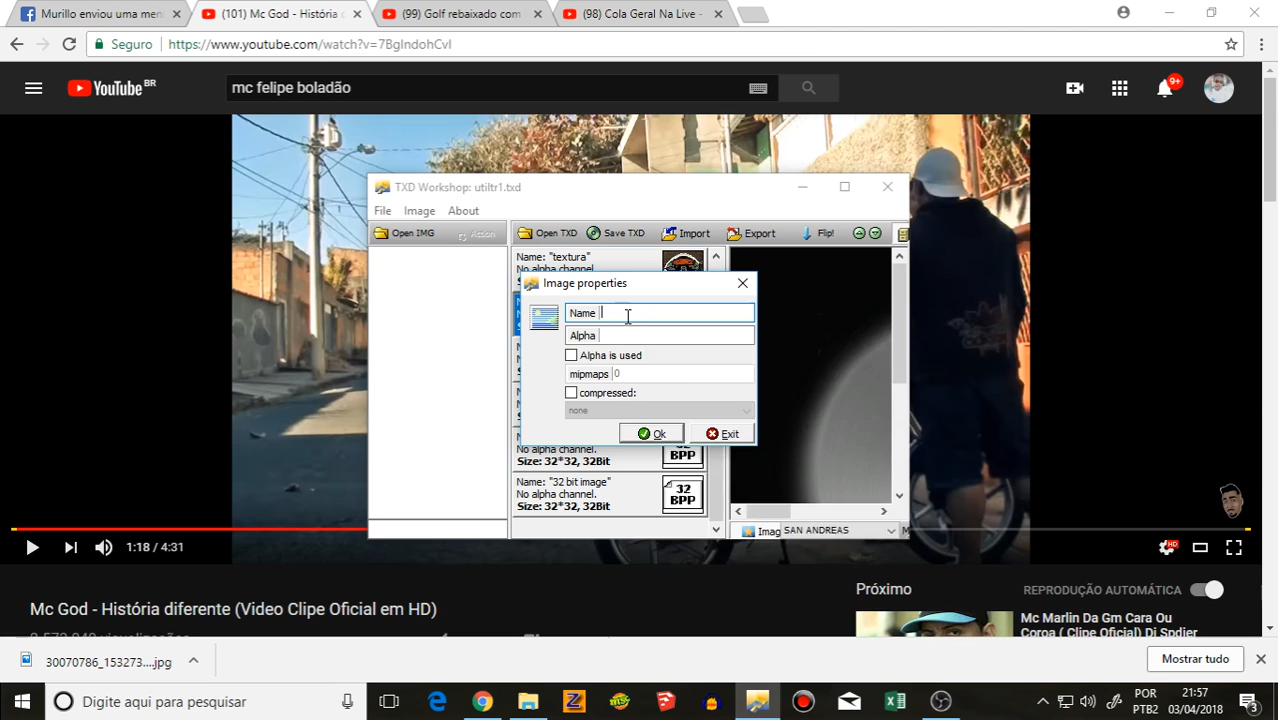 Murillo enviou uma men
(101) Mc God - História
(99) Golf rebaixado com
(98) Cola Geral Na Live -
Seguro
https://www.youtube.com/watch?v=7BgIndohCvI
YouTube BR
mc felipe boladão
9+
TXD Workshop: utiltr1.txd
File Image About
Open IMG Action Open TXD Save TXD Import Export Flip!
Name: "textura"
No alpha channel.
Image properties
Name
Alpha
Alpha is used
mipmaps 0
compressed:
none
Ok Exit
No alpha channel.
Size: 32*32, 32Bit
32
BPP
Name: "32 bit image"
No alpha channel.
Size: 32*32, 32Bit
32
BPP
Imag SAN ANDREAS M
1:18 / 4:31
HD
Mc God - História diferente (Video Clipe Oficial em HD)
Próximo
REPRODUÇÃO AUTOMÁTICA
Mc Marlin Da Gm Cara Ou
Coroa ( Clipe Oficial) Dj Spdier
30070786_153273....jpg
Mostrar tudo
Digite aqui para pesquisar
POR
PTB2
21:57
03/04/2018
3